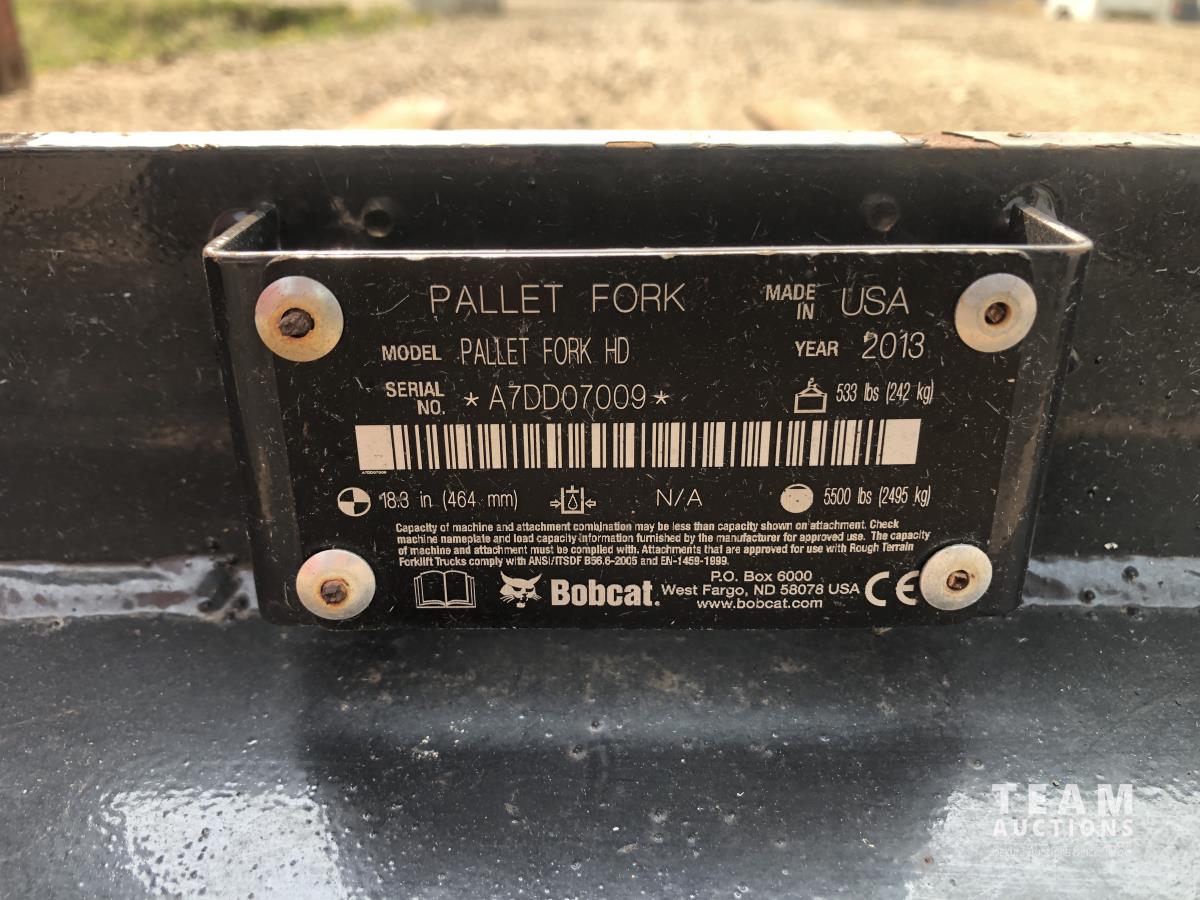 PALLET FORK MADE IN USA
MODEL PALLET FORK HD YEAR 2013
SERIAL NO. *A7DD07009* 533 lbs (242 kg)
A7DD07009
18.3 in (464 mm) N/A 5500 lbs (2495 kg)
Capacity of machine and attachment combination may be less than capacity shown on attachment. Check
machine nameplate and load capacity information furnished by the manufacturer for approved use. The capacity
of machine and attachment must be complied with. Attachments that are approved for use with Rough Terrain
Forklift Trucks comply with ANSI/ITSDF B56.6-2005 and EN-1459-1999.
Bobcat. P.O. Box 6000
West Fargo, ND 58078 USA CE
www.bobcat.com
TEAM
AUCTIONS